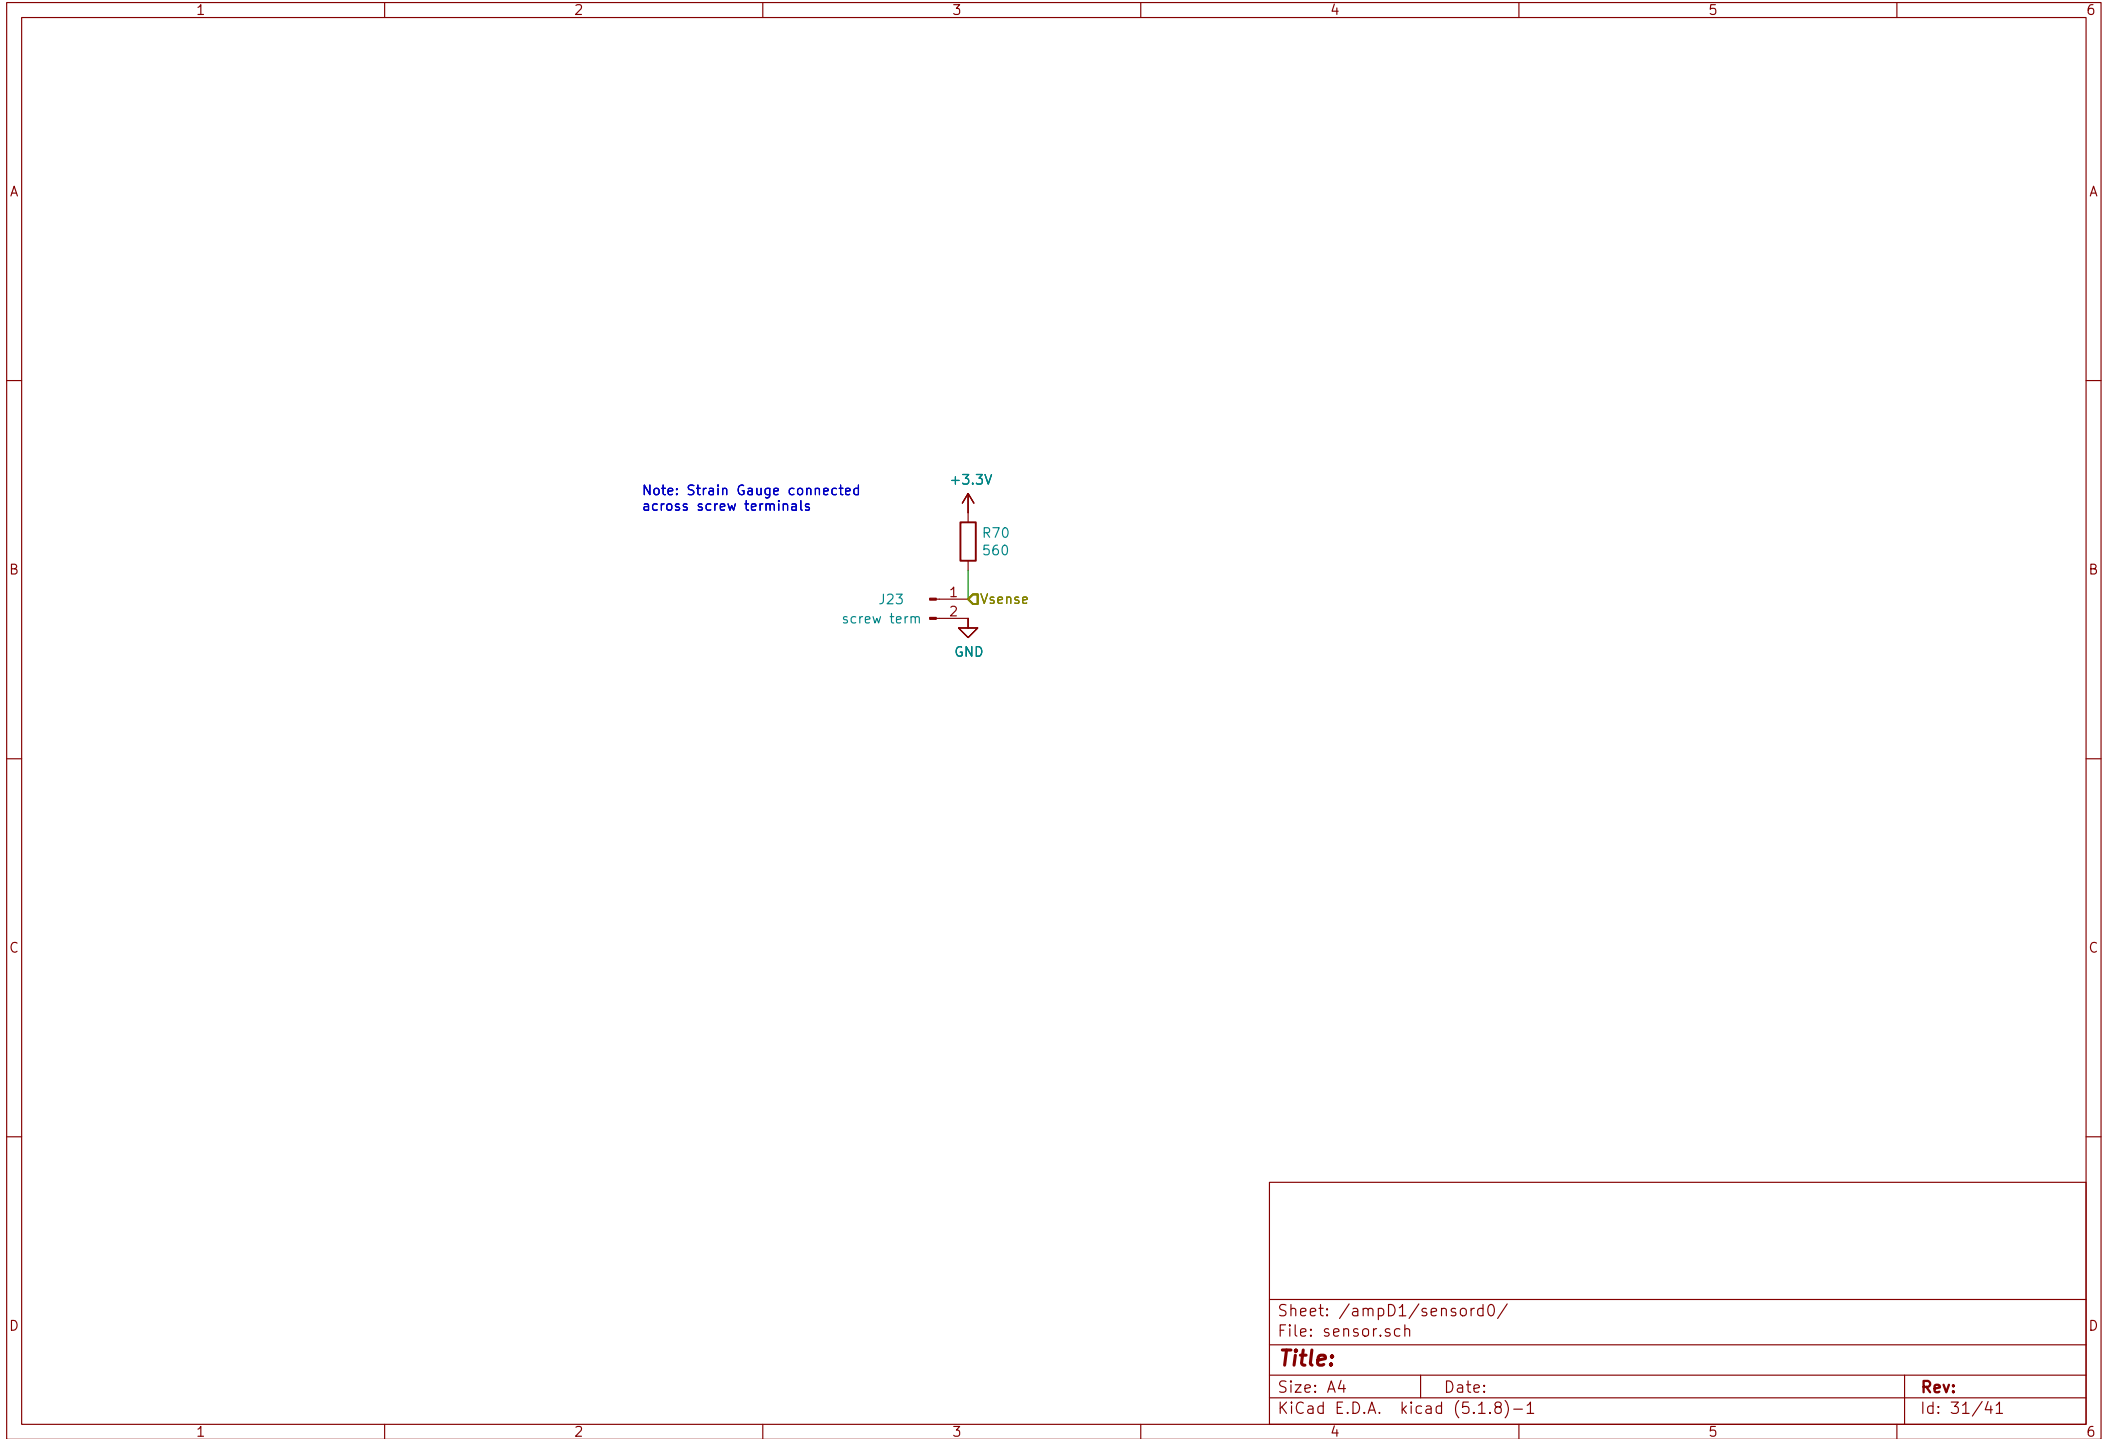 1 2 3 4 5 6
A A
Note: Strain Gauge connected
across screw terminals
+3.3V
R70
560
B B
J23 1 Vsense
screw term 2
GND
C C
Sheet: /ampD1/sensord0/
File: sensor.sch
D D
Title:
Size: A4 Date: Rev:
KiCad E.D.A. kicad (5.1.8)-1 Id: 31/41
1 2 3 4 5 6